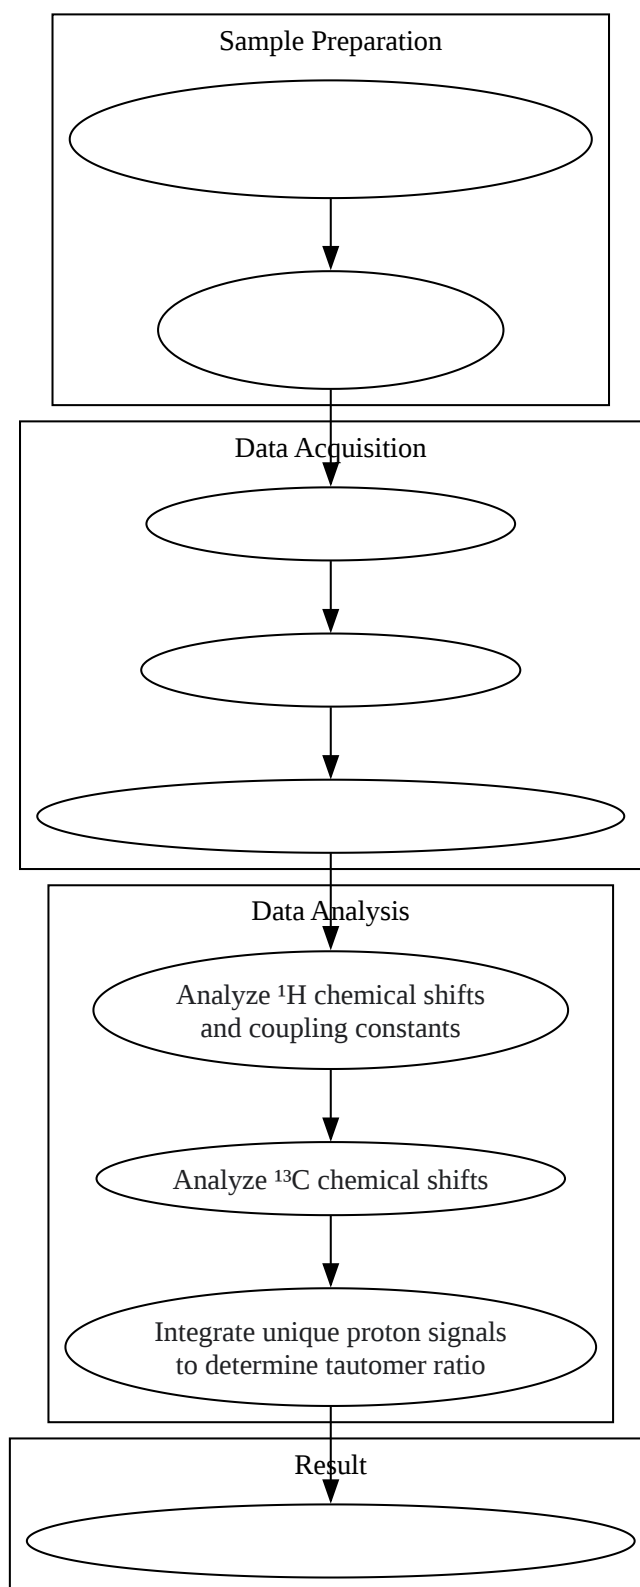 Sample Preparation
Data Acquisition
Data Analysis
Analyze ¹H chemical shifts
and coupling constants
Analyze ¹³C chemical shifts
Integrate unique proton signals
to determine tautomer ratio
Result